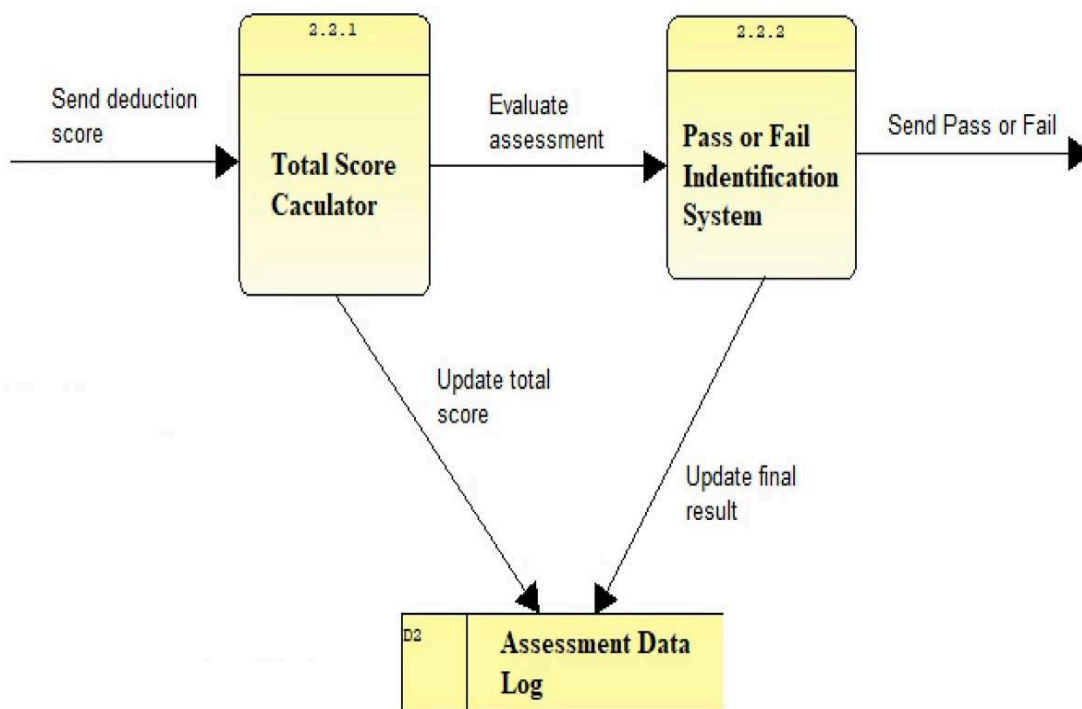 2.2.1
2.2.2
Send deduction
score
Total Score
Caculator
Evaluate
assessment
Pass or Fail
Indentification
System
Send Pass or Fail
Update total
score
Update final
result
D2
Assessment Data
Log